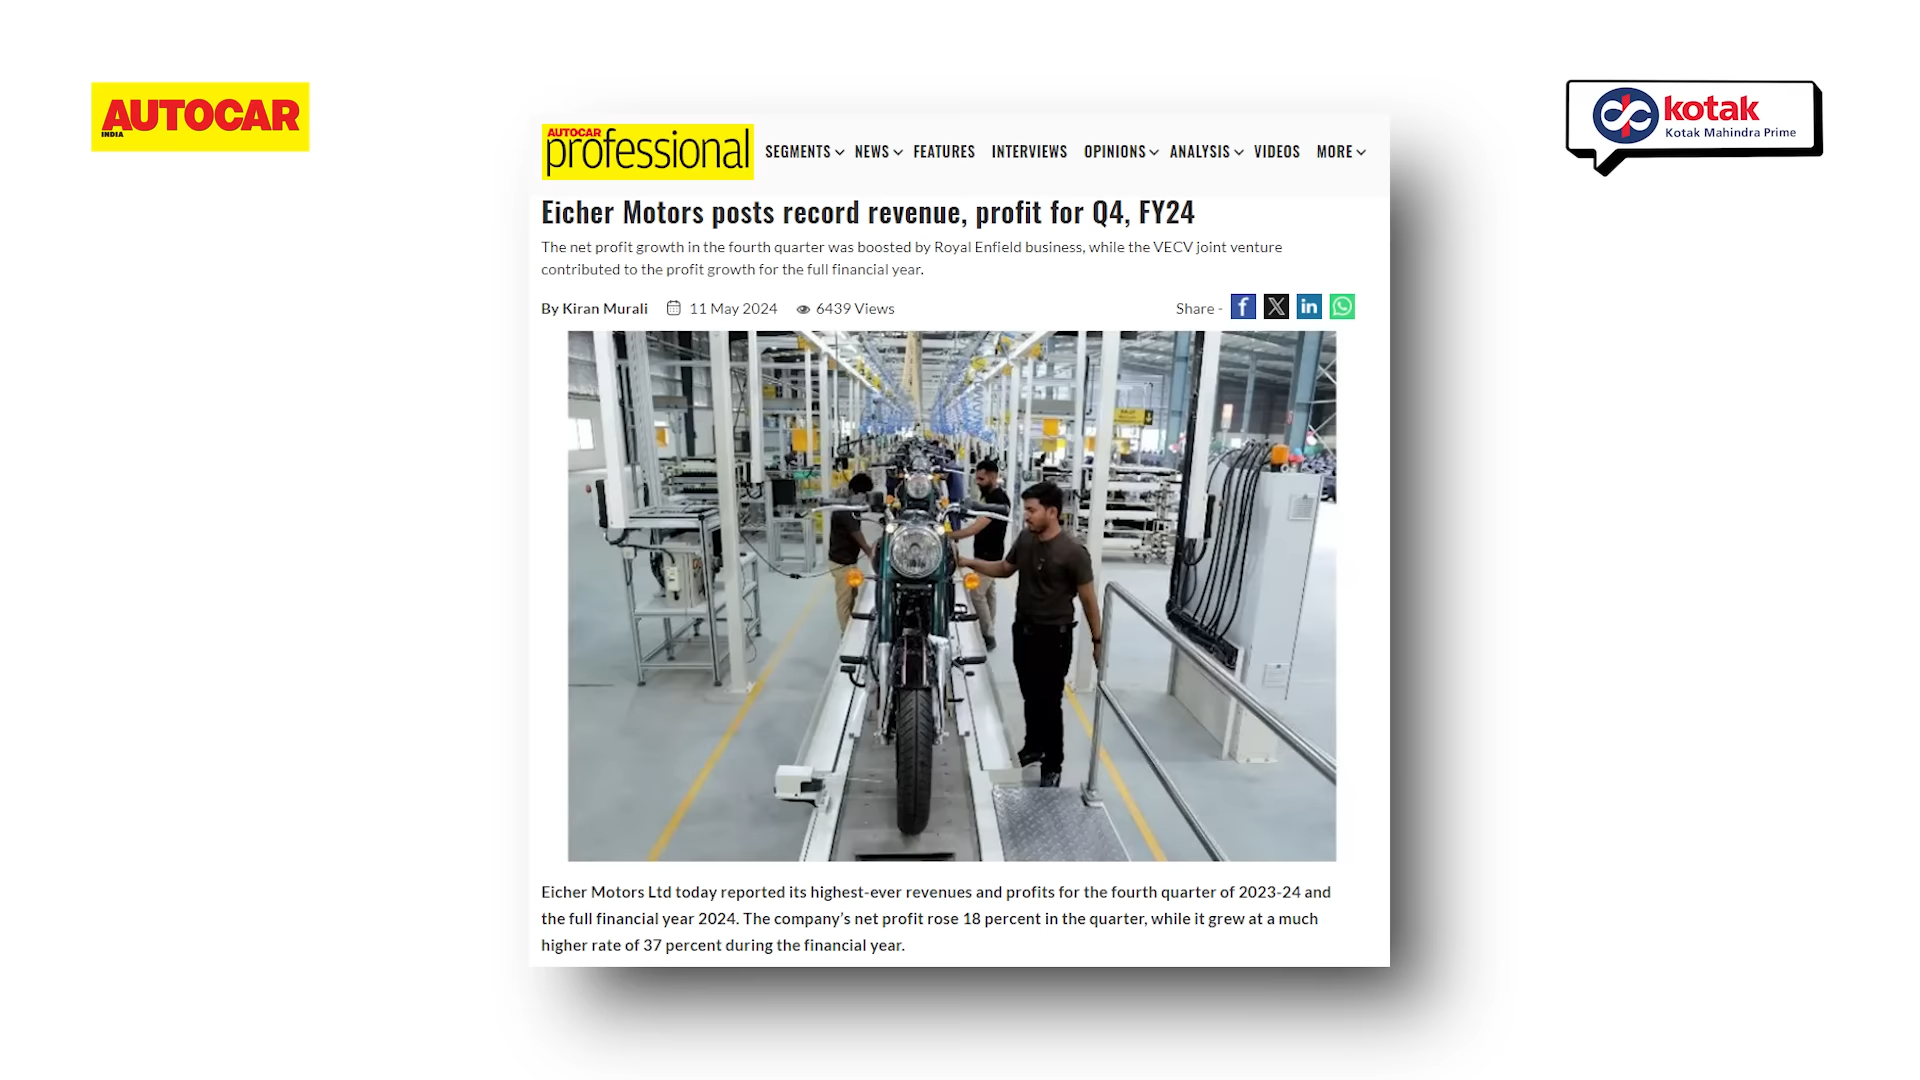 AUTOCAR
INDIA
kotak
Kotak Mahindra Prime
AUTOCAR
professional
SEGMENTS NEWS FEATURES INTERVIEWS OPINIONS ANALYSIS VIDEOS MORE
Eicher Motors posts record revenue, profit for Q4, FY24
The net profit growth in the fourth quarter was boosted by Royal Enfield business, while the VECV joint venture
contributed to the profit growth for the full financial year.
By Kiran Murali 11 May 2024 6439 Views Share -
Eicher Motors Ltd today reported its highest-ever revenues and profits for the fourth quarter of 2023-24 and
the full financial year 2024. The company’s net profit rose 18 percent in the quarter, while it grew at a much
higher rate of 37 percent during the financial year.